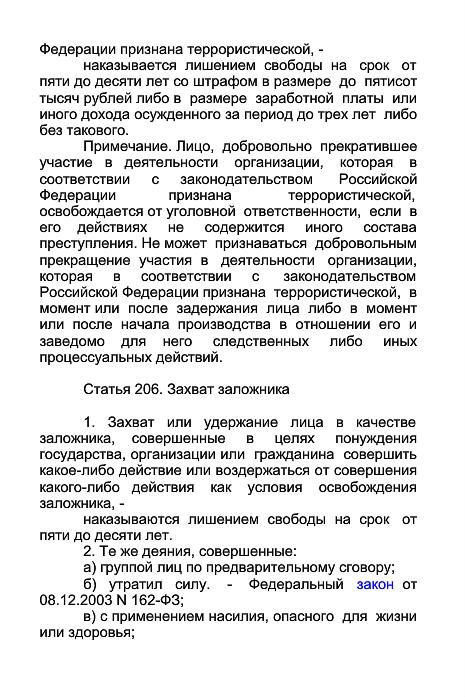 Федерации признана террористической, -
наказывается лишением свободы на срок от
пяти до десяти лет со штрафом в размере до пятисот
тысяч рублей либо в размере заработной платы или
иного дохода осужденного за период до трех лет либо
без такового.
Примечание. Лицо, добровольно прекратившее
участие в деятельности организации, которая в
соответствии с законодательством Российской
Федерации признана террористической,
освобождается от уголовной ответственности, если в
его действиях не содержится иного состава
преступления. Не может признаваться добровольным
прекращение участия в деятельности организации,
которая в соответствии с законодательством
Российской Федерации признана террористической, в
момент или после задержания лица либо в момент
или после начала производства в отношении его и
заведомо для него следственных либо иных
процессуальных действий.
Статья 206. Захват заложника
1. Захват или удержание лица в качестве
заложника, совершенные в целях понуждения
государства, организации или гражданина совершить
какое-либо действие или воздержаться от совершения
какого-либо действия как условия освобождения
заложника, -
наказываются лишением свободы на срок от
пяти до десяти лет.
2. Те же деяния, совершенные:
а) группой лиц по предварительному сговору;
б) утратил силу. - Федеральный закон от
08.12.2003 N 162-ФЗ;
в) с применением насилия, опасного для жизни
или здоровья;